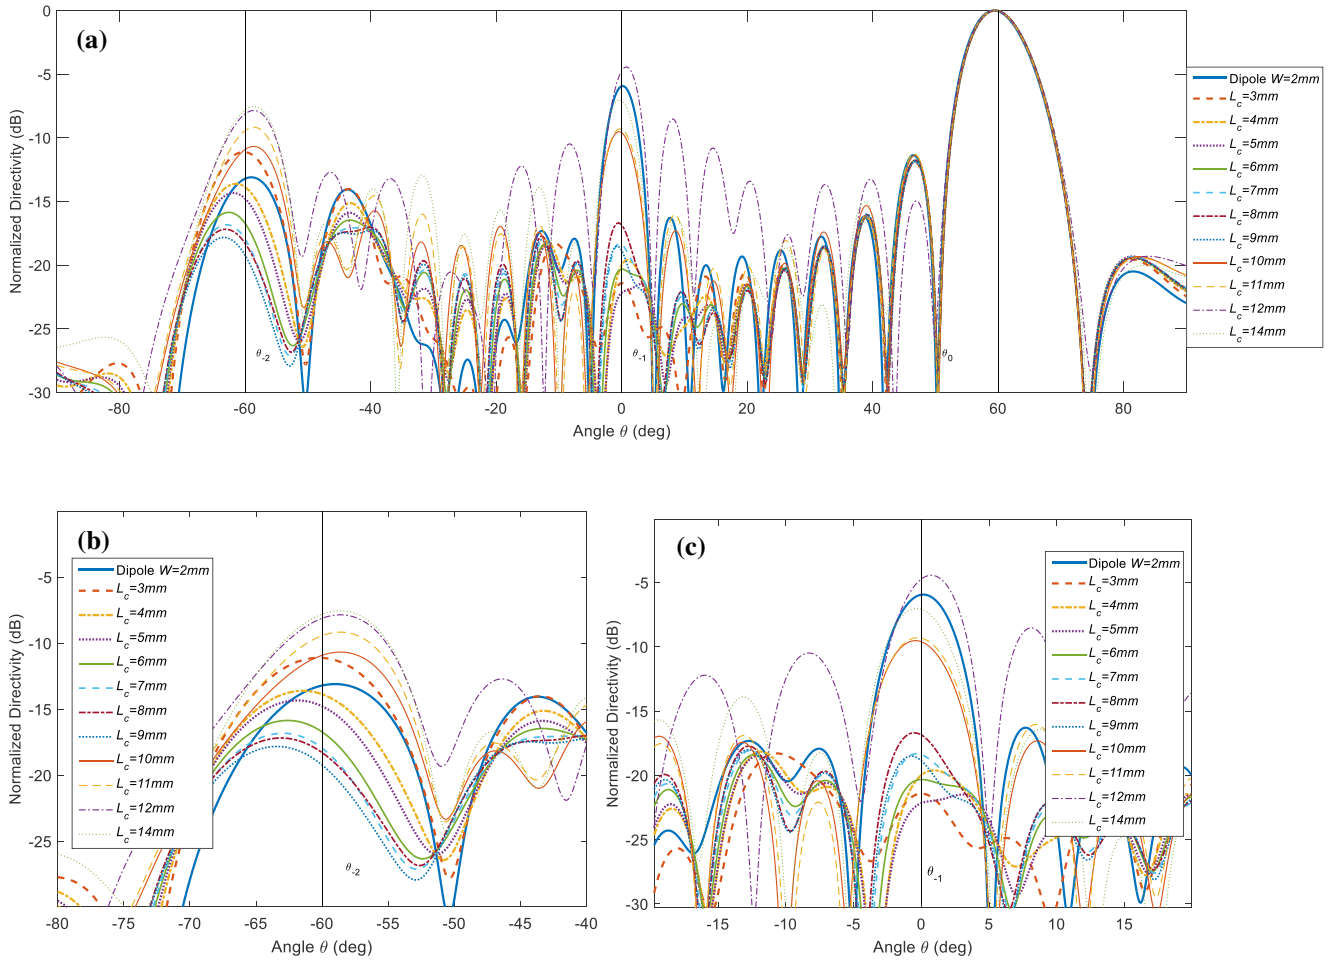 (a)
Normalized Directivity (dB)
0
-5
-10
-15
-20
-25
-30
θ-2
θ-1
θ0
-80
-60
-40
-20
0
20
40
60
80
Angle θ (deg)
Dipole W=2mm
Lc=3mm
Lc=4mm
Lc=5mm
Lc=6mm
Lc=7mm
Lc=8mm
Lc=9mm
Lc=10mm
Lc=11mm
Lc=12mm
Lc=14mm
(b)
Normalized Directivity (dB)
-5
-10
-15
-20
-25
Dipole W=2mm
Lc=3mm
Lc=4mm
Lc=5mm
Lc=6mm
Lc=7mm
Lc=8mm
Lc=9mm
Lc=10mm
Lc=11mm
Lc=12mm
Lc=14mm
θ-2
-80
-75
-70
-65
-60
-55
-50
-45
-40
Angle θ (deg)
(c)
Normalized Directivity (dB)
-5
-10
-15
-20
-25
-30
Dipole W=2mm
Lc=3mm
Lc=4mm
Lc=5mm
Lc=6mm
Lc=7mm
Lc=8mm
Lc=9mm
Lc=10mm
Lc=11mm
Lc=12mm
Lc=14mm
θ-1
-15
-10
-5
0
5
10
15
Angle θ (deg)